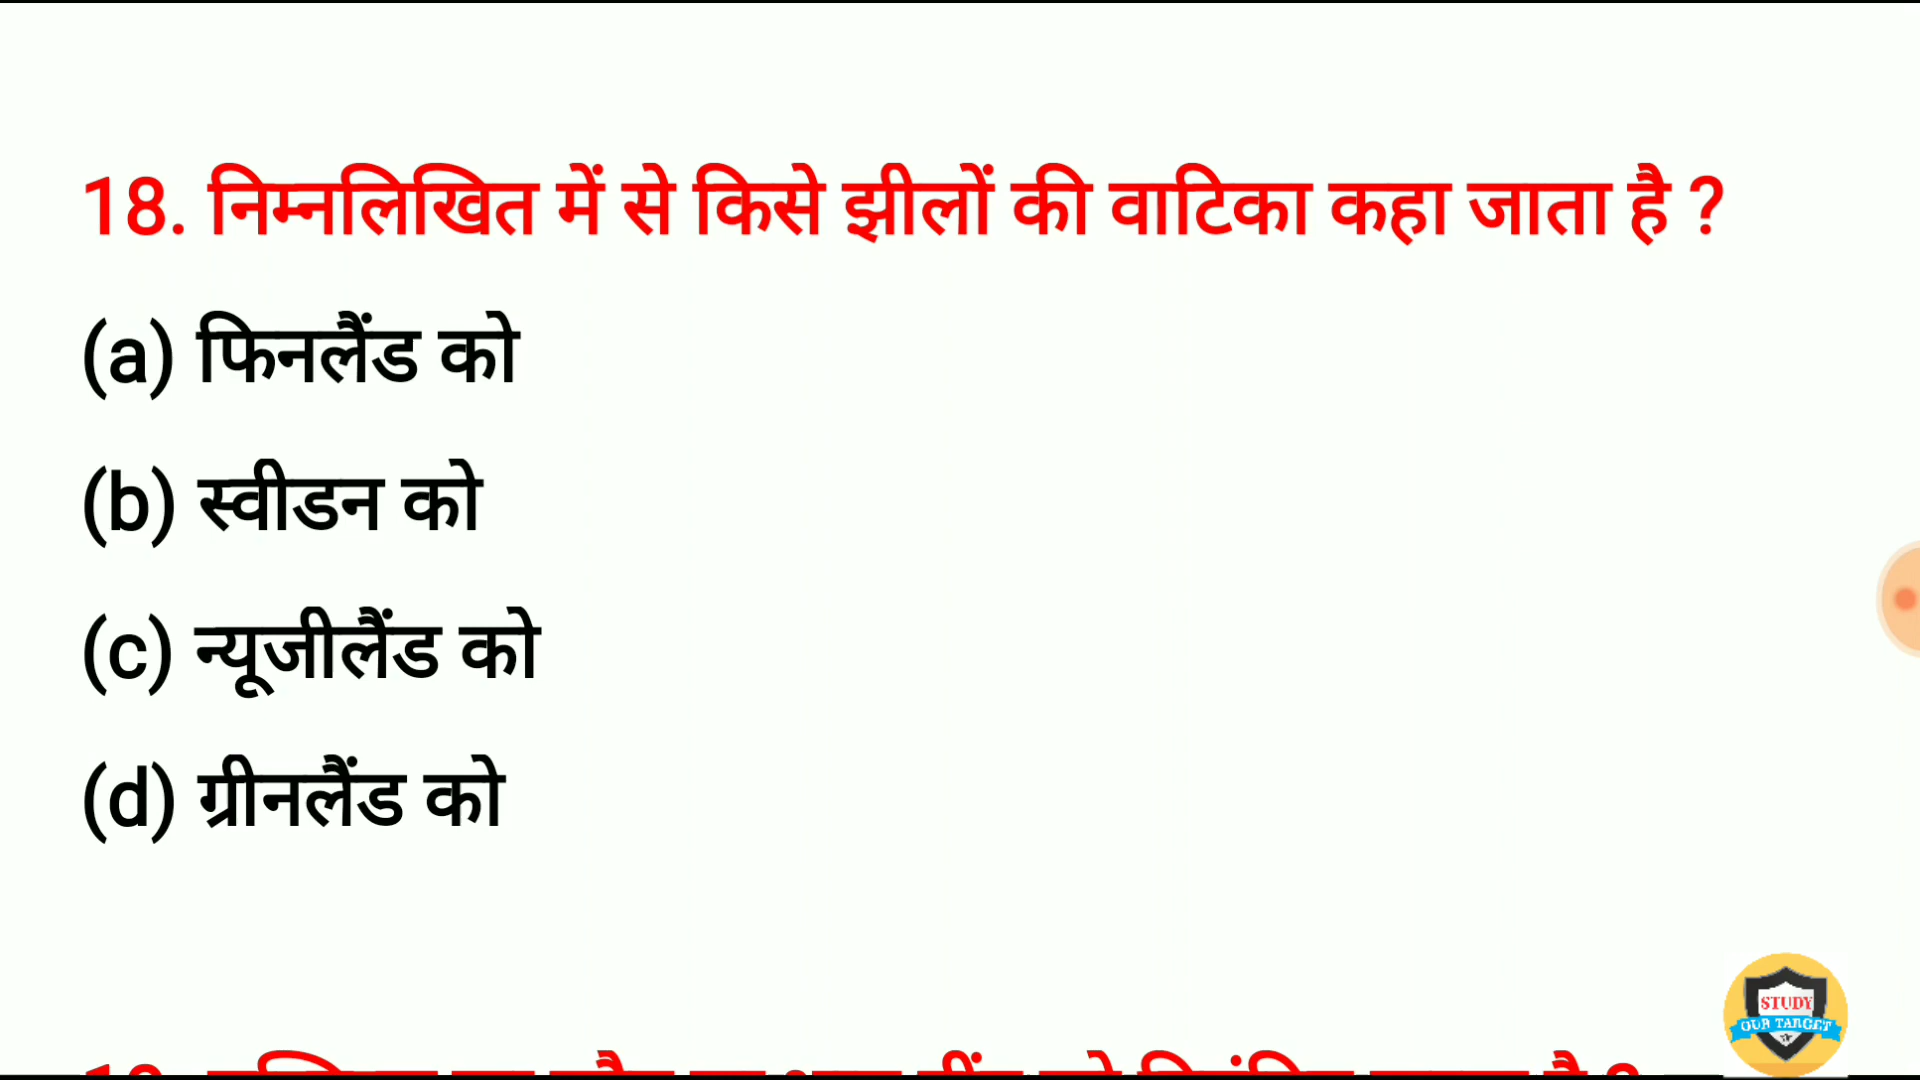 18. निम्नलिखित में से किसे झीलों की वाटिका कहा जाता है ?
(a) फिनलैंड को
(b) स्वीडन को
(c) न्यूजीलैंड को
(d) ग्रीनलैंड को
STUDY
OUR TARGET